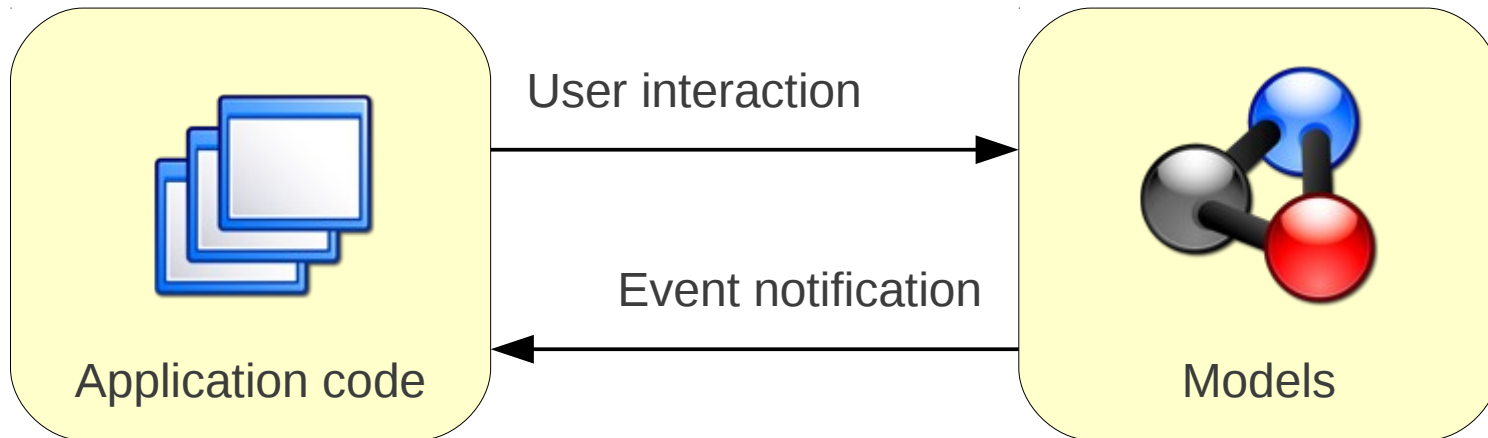 User interaction
Event notification
Application code
Models